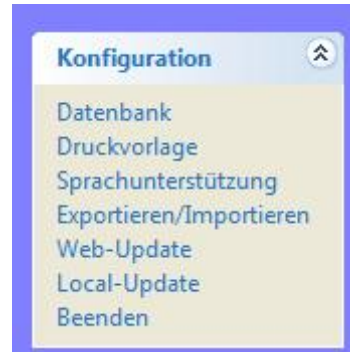 Konfiguration
Datenbank
Druckvorlage
Sprachunterstützung
Exportieren/Importieren
Web-Update
Local-Update
Beenden